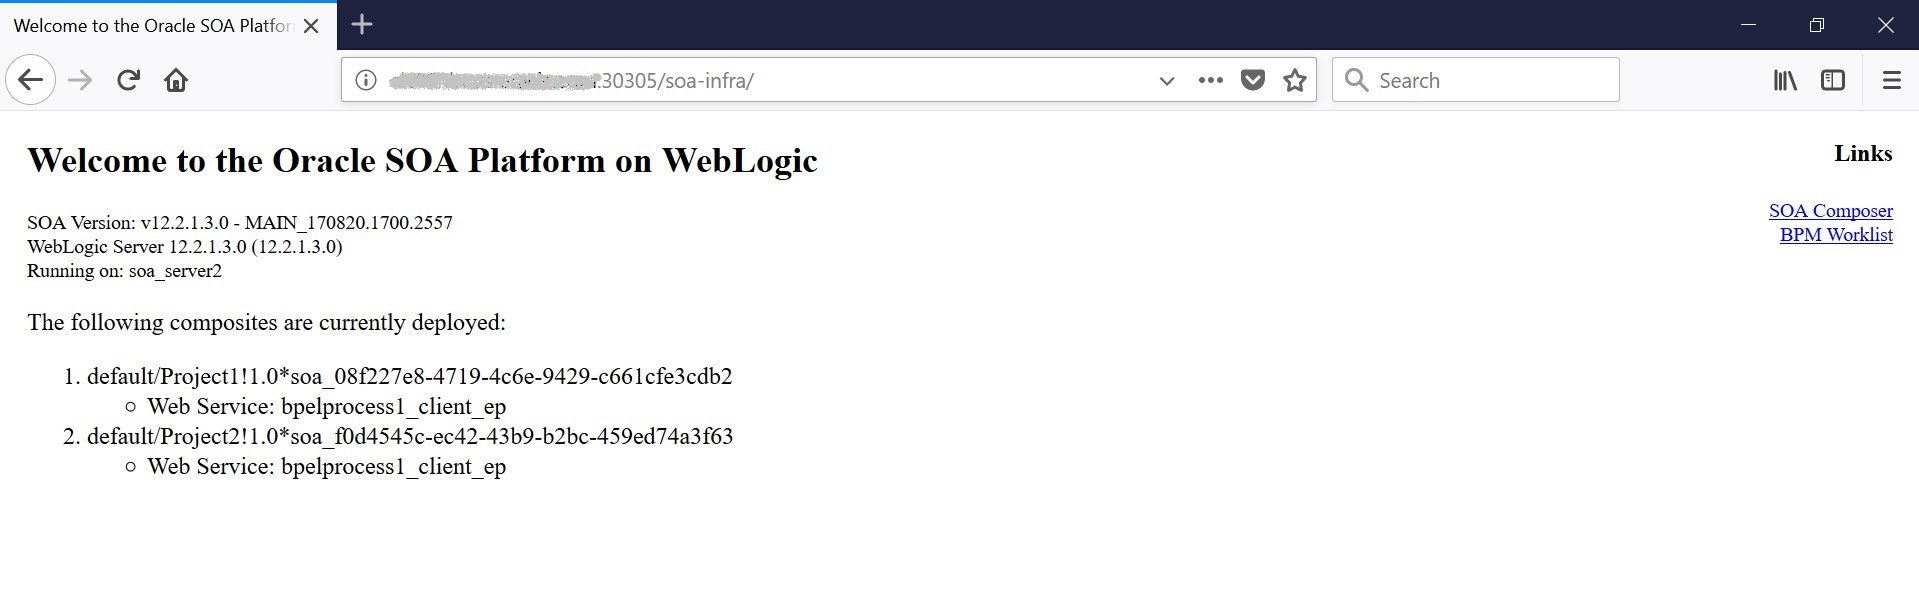 Welcome to the Oracle SOA Platfor
:30305/soa-infra/
Search
Welcome to the Oracle SOA Platform on WebLogic
Links
SOA Version: v12.2.1.3.0 - MAIN_170820.1700.2557
WebLogic Server 12.2.1.3.0 (12.2.1.3.0)
Running on: soa_server2
SOA Composer
BPM Worklist
The following composites are currently deployed:
1. default/Project1!1.0*soa_08f227e8-4719-4c6e-9429-c661cfe3cdb2
Web Service: bpelprocess1_client_ep
2. default/Project2!1.0*soa_f0d4545c-ec42-43b9-b2bc-459ed74a3f63
Web Service: bpelprocess1_client_ep